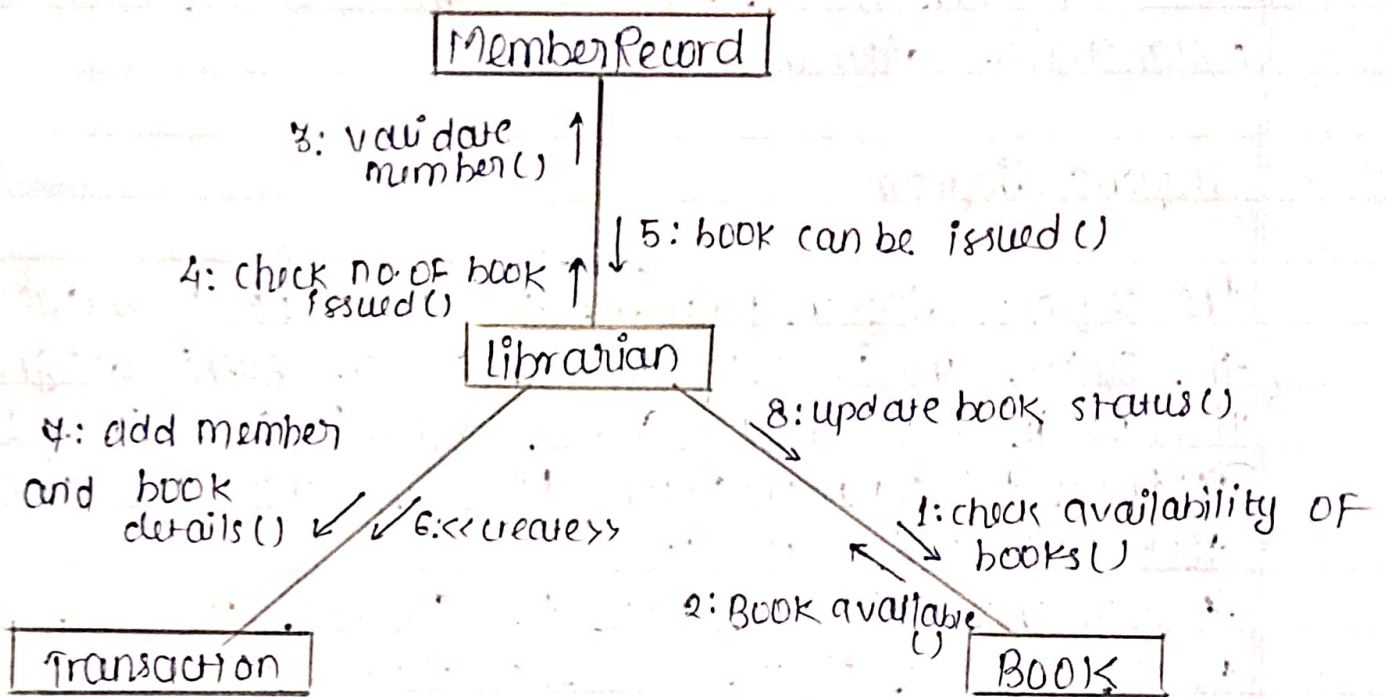 MemberRecord
3: validate
member()
5: book can be issued()
4: check no. of book
issued()
librarian
8: update book status()
7: add member
and book
details()
6:<<create>>
1: check availability of
books()
2: Book available
()
Transaction
BOOK